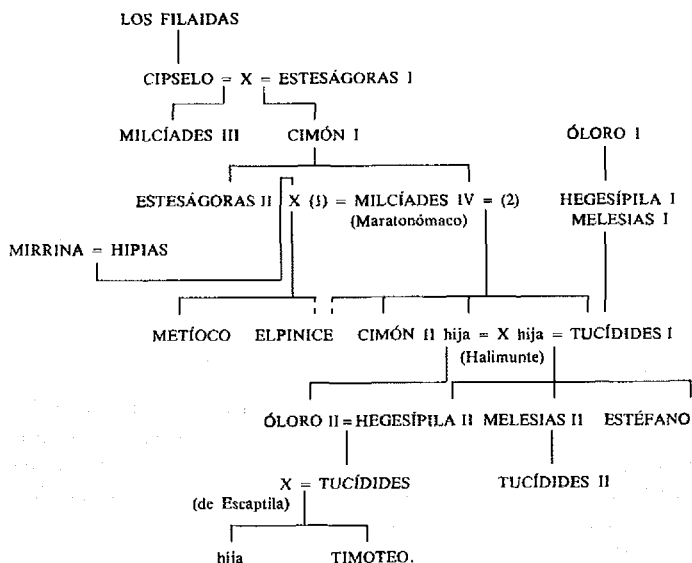 LOS FILAIDAS
CIPSELO = X = ESTESÁGORAS I
MILCÍADES III CIMÓN I ÓLORO I
ESTESÁGORAS II X (1) = MILCÍADES IV = (2) HEGESÍPILA I
(Maratonómaco) MELESIAS I
MIRRINA = HIPIAS
METÍOCO ELPINICE CIMÓN II hija = X hija = TUCÍDIDES I
(Halimunte)
ÓLORO II = HEGESÍPILA II MELESIAS II ESTÉFANO
X = TUCÍDIDES TUCÍDIDES II
(de Escaptila)
hija TIMOTEO.